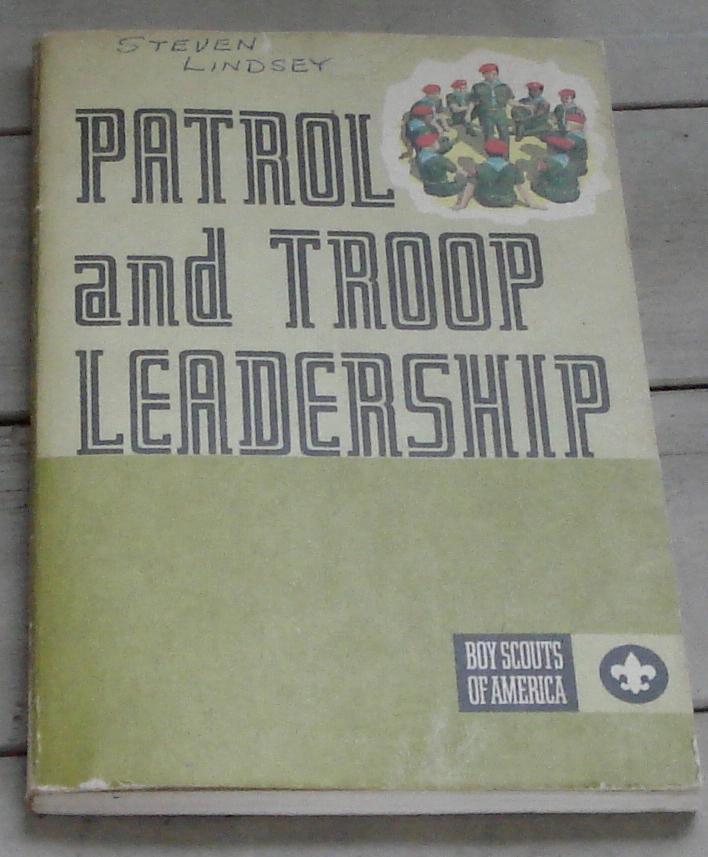 STEVEN
LINDSEY
PATROL
and TROOP
LEADERSHIP
BOY SCOUTS
OF AMERICA